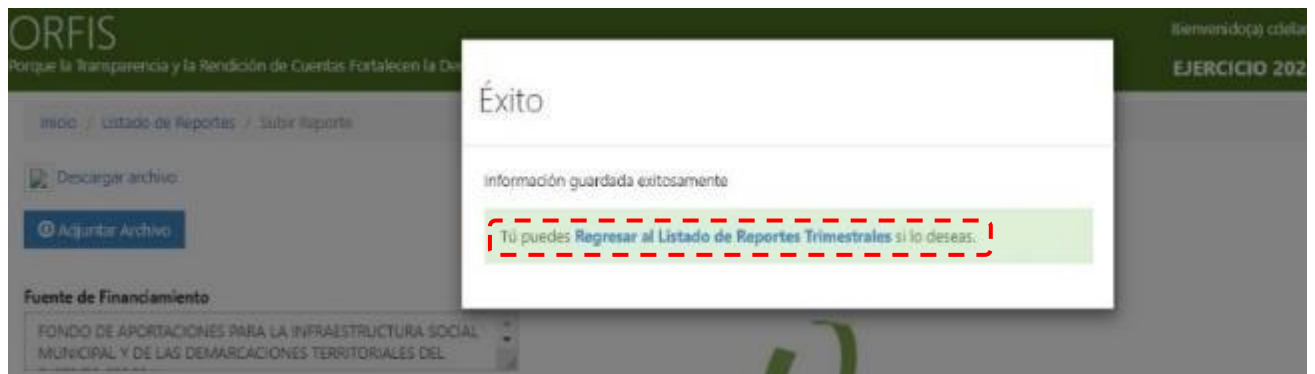 ORFIS
Porque la Transparencia y la Rendición de Cuentas Fortalecen la De
Bienvenido(a)
EJERCICIO 202
Inicio / Listado de Reportes / Subir Reporte
Descargar archivo
Adjuntar Archivo
Éxito
Información guardada exitosamente
Tú puedes Regresar al Listado de Reportes Trimestrales si lo deseas.
Fuente de Financiamiento
FONDO DE APORTACIONES PARA LA INFRAESTRUCTURA SOCIAL
MUNICIPAL Y DE LAS DEMARCACIONES TERRITORIALES DEL